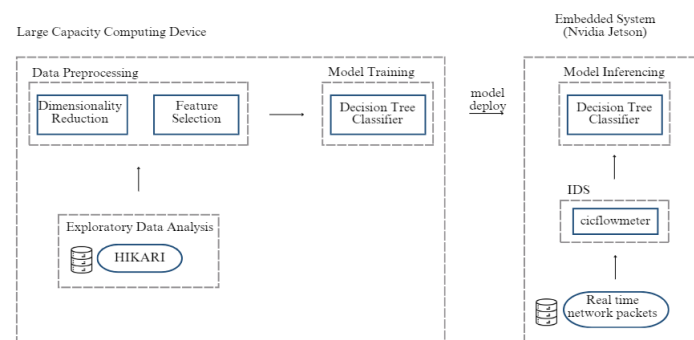 Large Capacity Computing Device
Embedded System
(Nvidia Jetson)
Data Preprocessing
Dimensionality
Reduction
Feature
Selection
Model Training
Decision Tree
Classifier
model
deploy
Model Inferencing
Decision Tree
Classifier
IDS
cicflowmeter
Exploratory Data Analysis
HIKARI
Real time
network packets